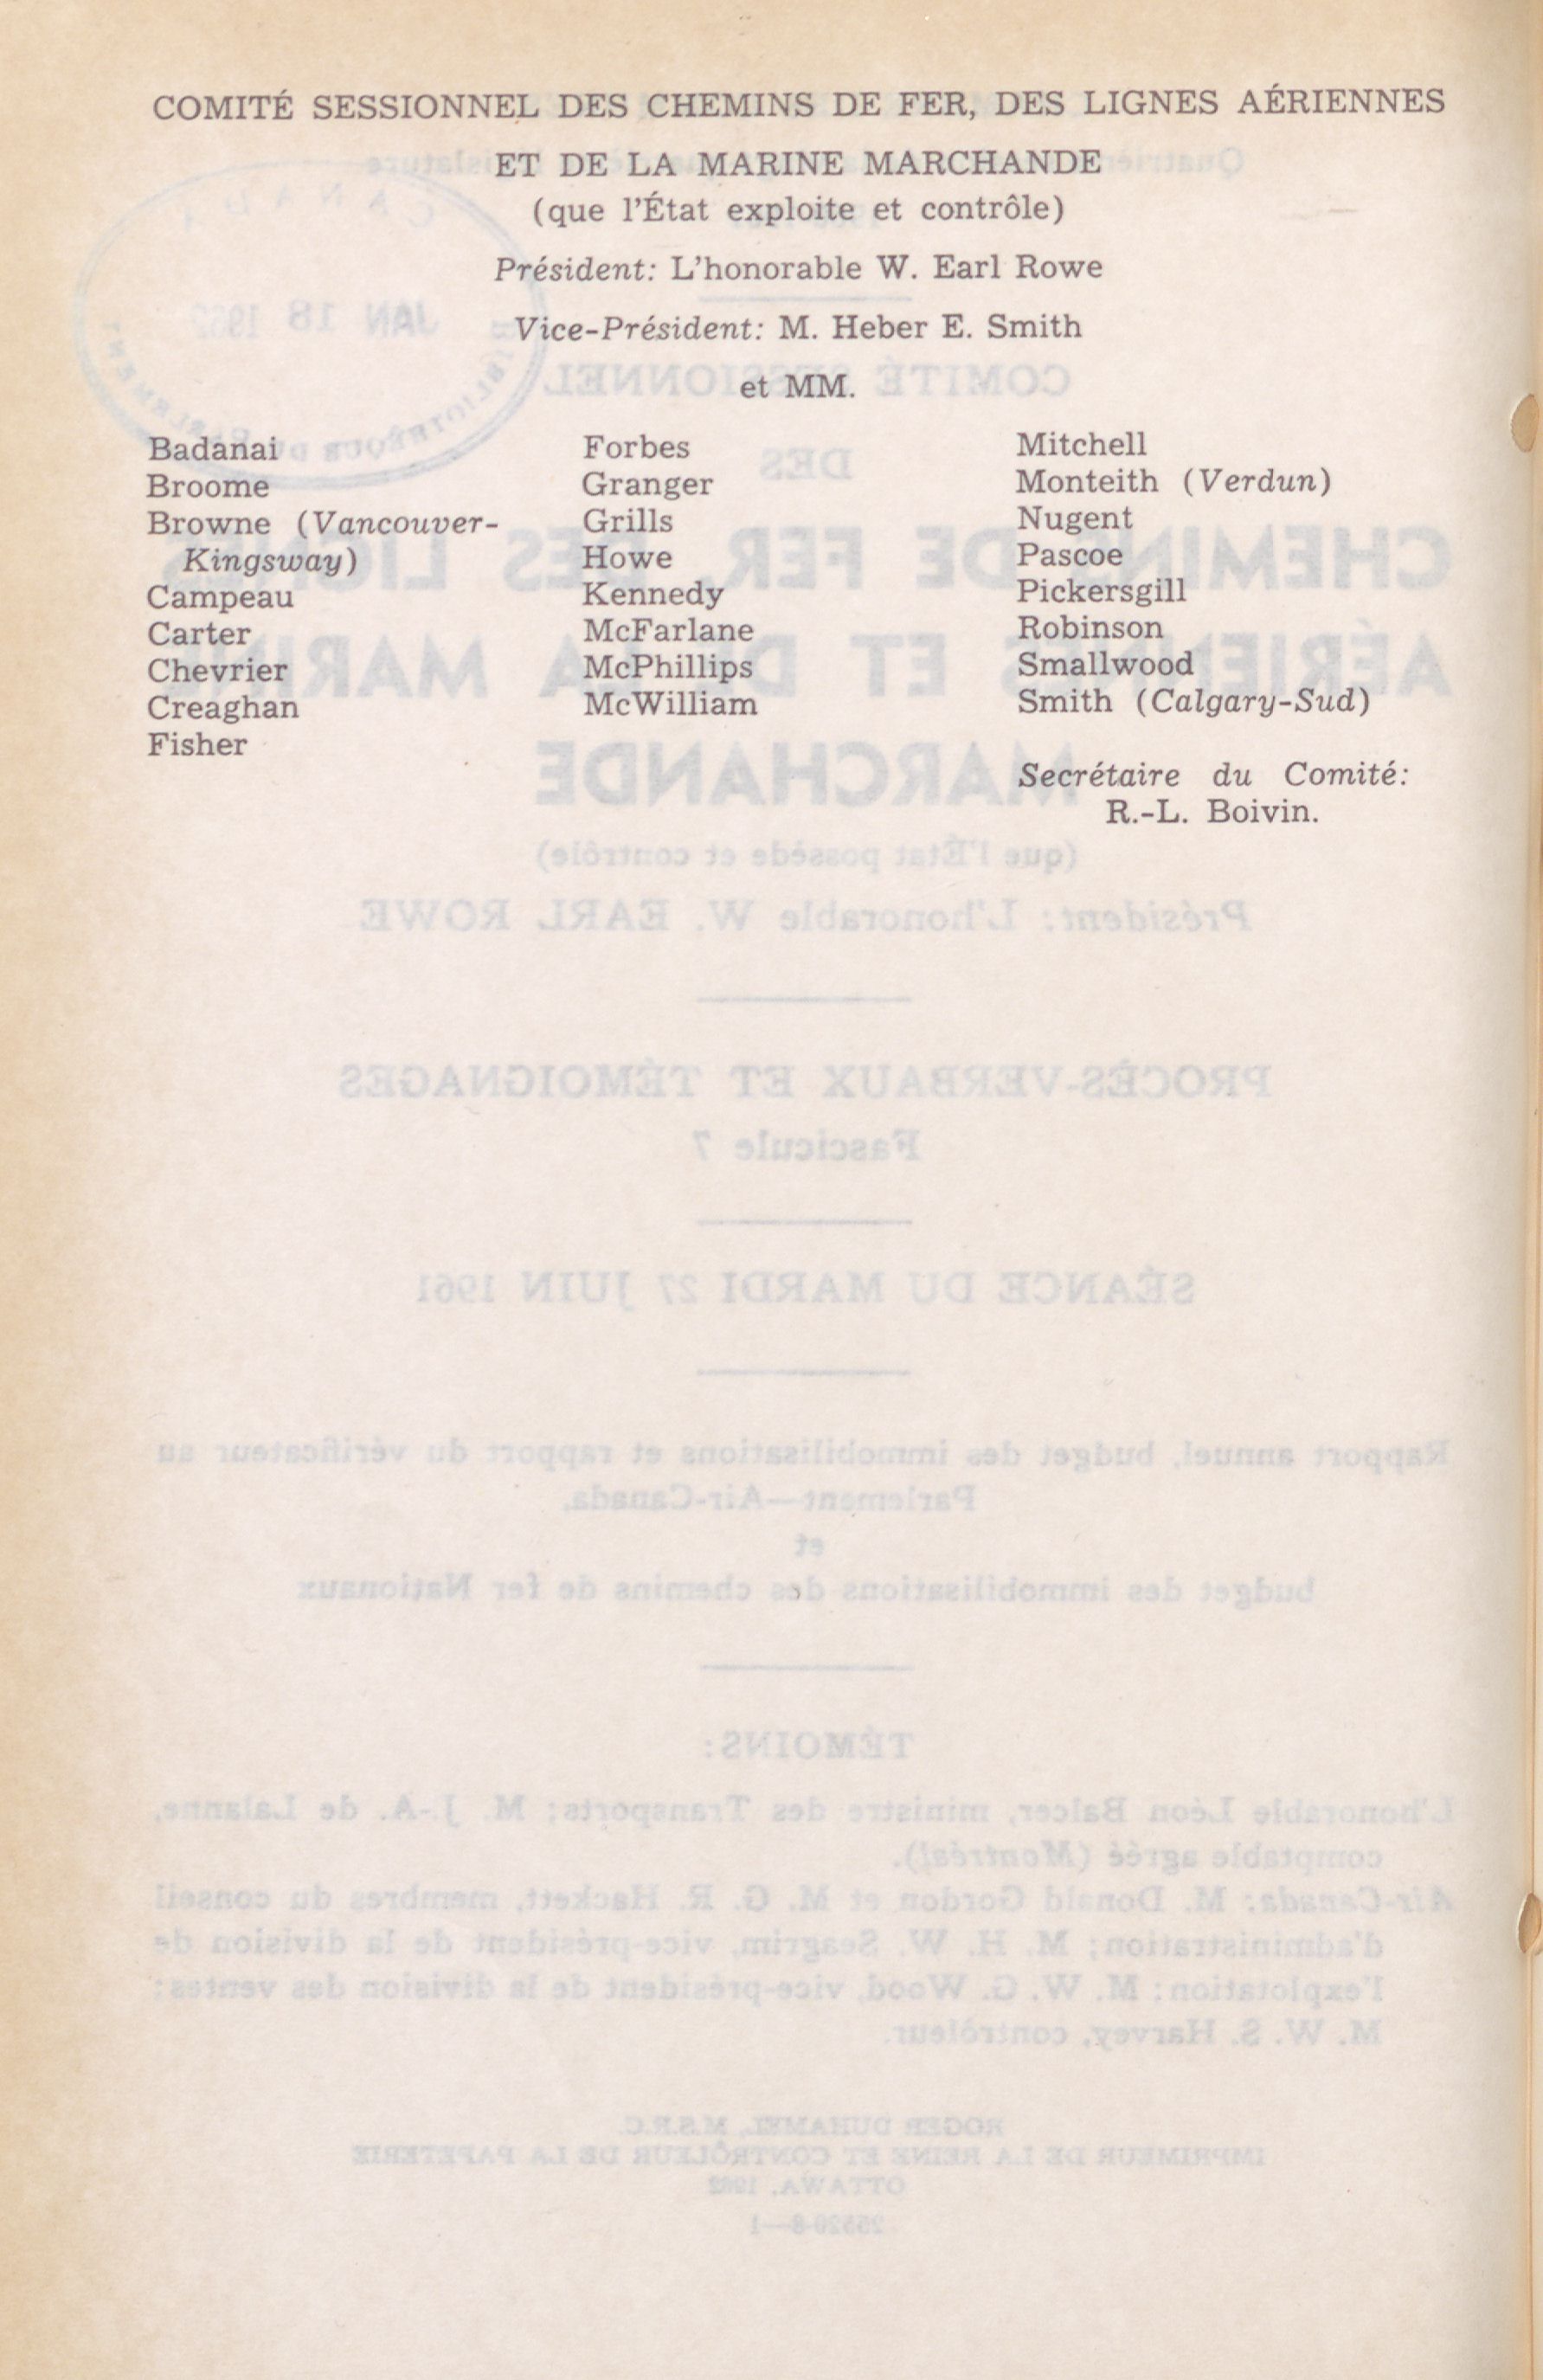 COMITÉ SESSIONNEL DES CHEMINS DE FER, DES LIGNES AÉRIENNES
ET DE LA MARINE MARCHANDE
(que l'État exploite et contrôle)
Président: L'honorable W. Earl Rowe
Vice-Président: M. Heber E. Smith
et MM.
Badanai
Broome
Browne (Vancouver-
Kingsway)
Campeau
Carter
Chevrier
Creaghan
Fisher
Forbes
Granger
Grills
Howe
Kennedy
McFarlane
McPhillips
McWilliam
Mitchell
Monteith (Verdun)
Nugent
Pascoe
Pickersgill
Robinson
Smallwood
Smith (Calgary-Sud)
Secrétaire du Comité:
R.-L. Boivin.